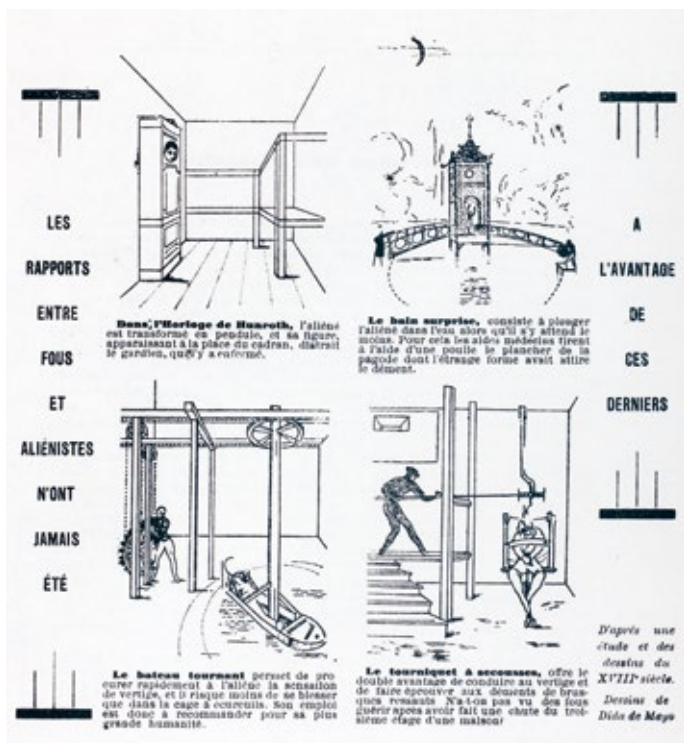 LES
RAPPORTS
ENTRE
FOUS
ET
ALIÉNISTES
N'ONT
JAMAIS
ÉTÉ
A
L'AVANTAGE
DE
CES
DERNIERS
Dans l'Horloge de Huaroth, l'aliéné
est transformé en pendule, et sa figure,
apparaissant à la place du cadran, distrait
le gardien, qui y a enfermé.
Le bain surprise, consiste à plonger
l'aliéné dans l'eau alors qu'il s'y attend le
moins. Pour cela les aides médecins tirent
à l'aide d'une poulie le plancher de la
pagode dont l'étrange forme avait attiré
le dément.
Le bateau tournant permet de pro
curer rapidement à l'aliéné la sensation
de vertige, et il risque moins de se blesser
que dans la cage à écureuils. Son emploi
est donc à recommander pour sa plus
grande humanité.
Le tourniquet à secousses, offre le
double avantage de conduire au vertige et
de faire éprouver aux déments de brus-
ques ressauts N'a-t-on pas vu des fous
guérir après avoir fait une chute du troi-
sième étage d'une maison!
D'après une
étude et des
dessins du
XVIIIe siècle.
Dessins de
Dida de Mayo